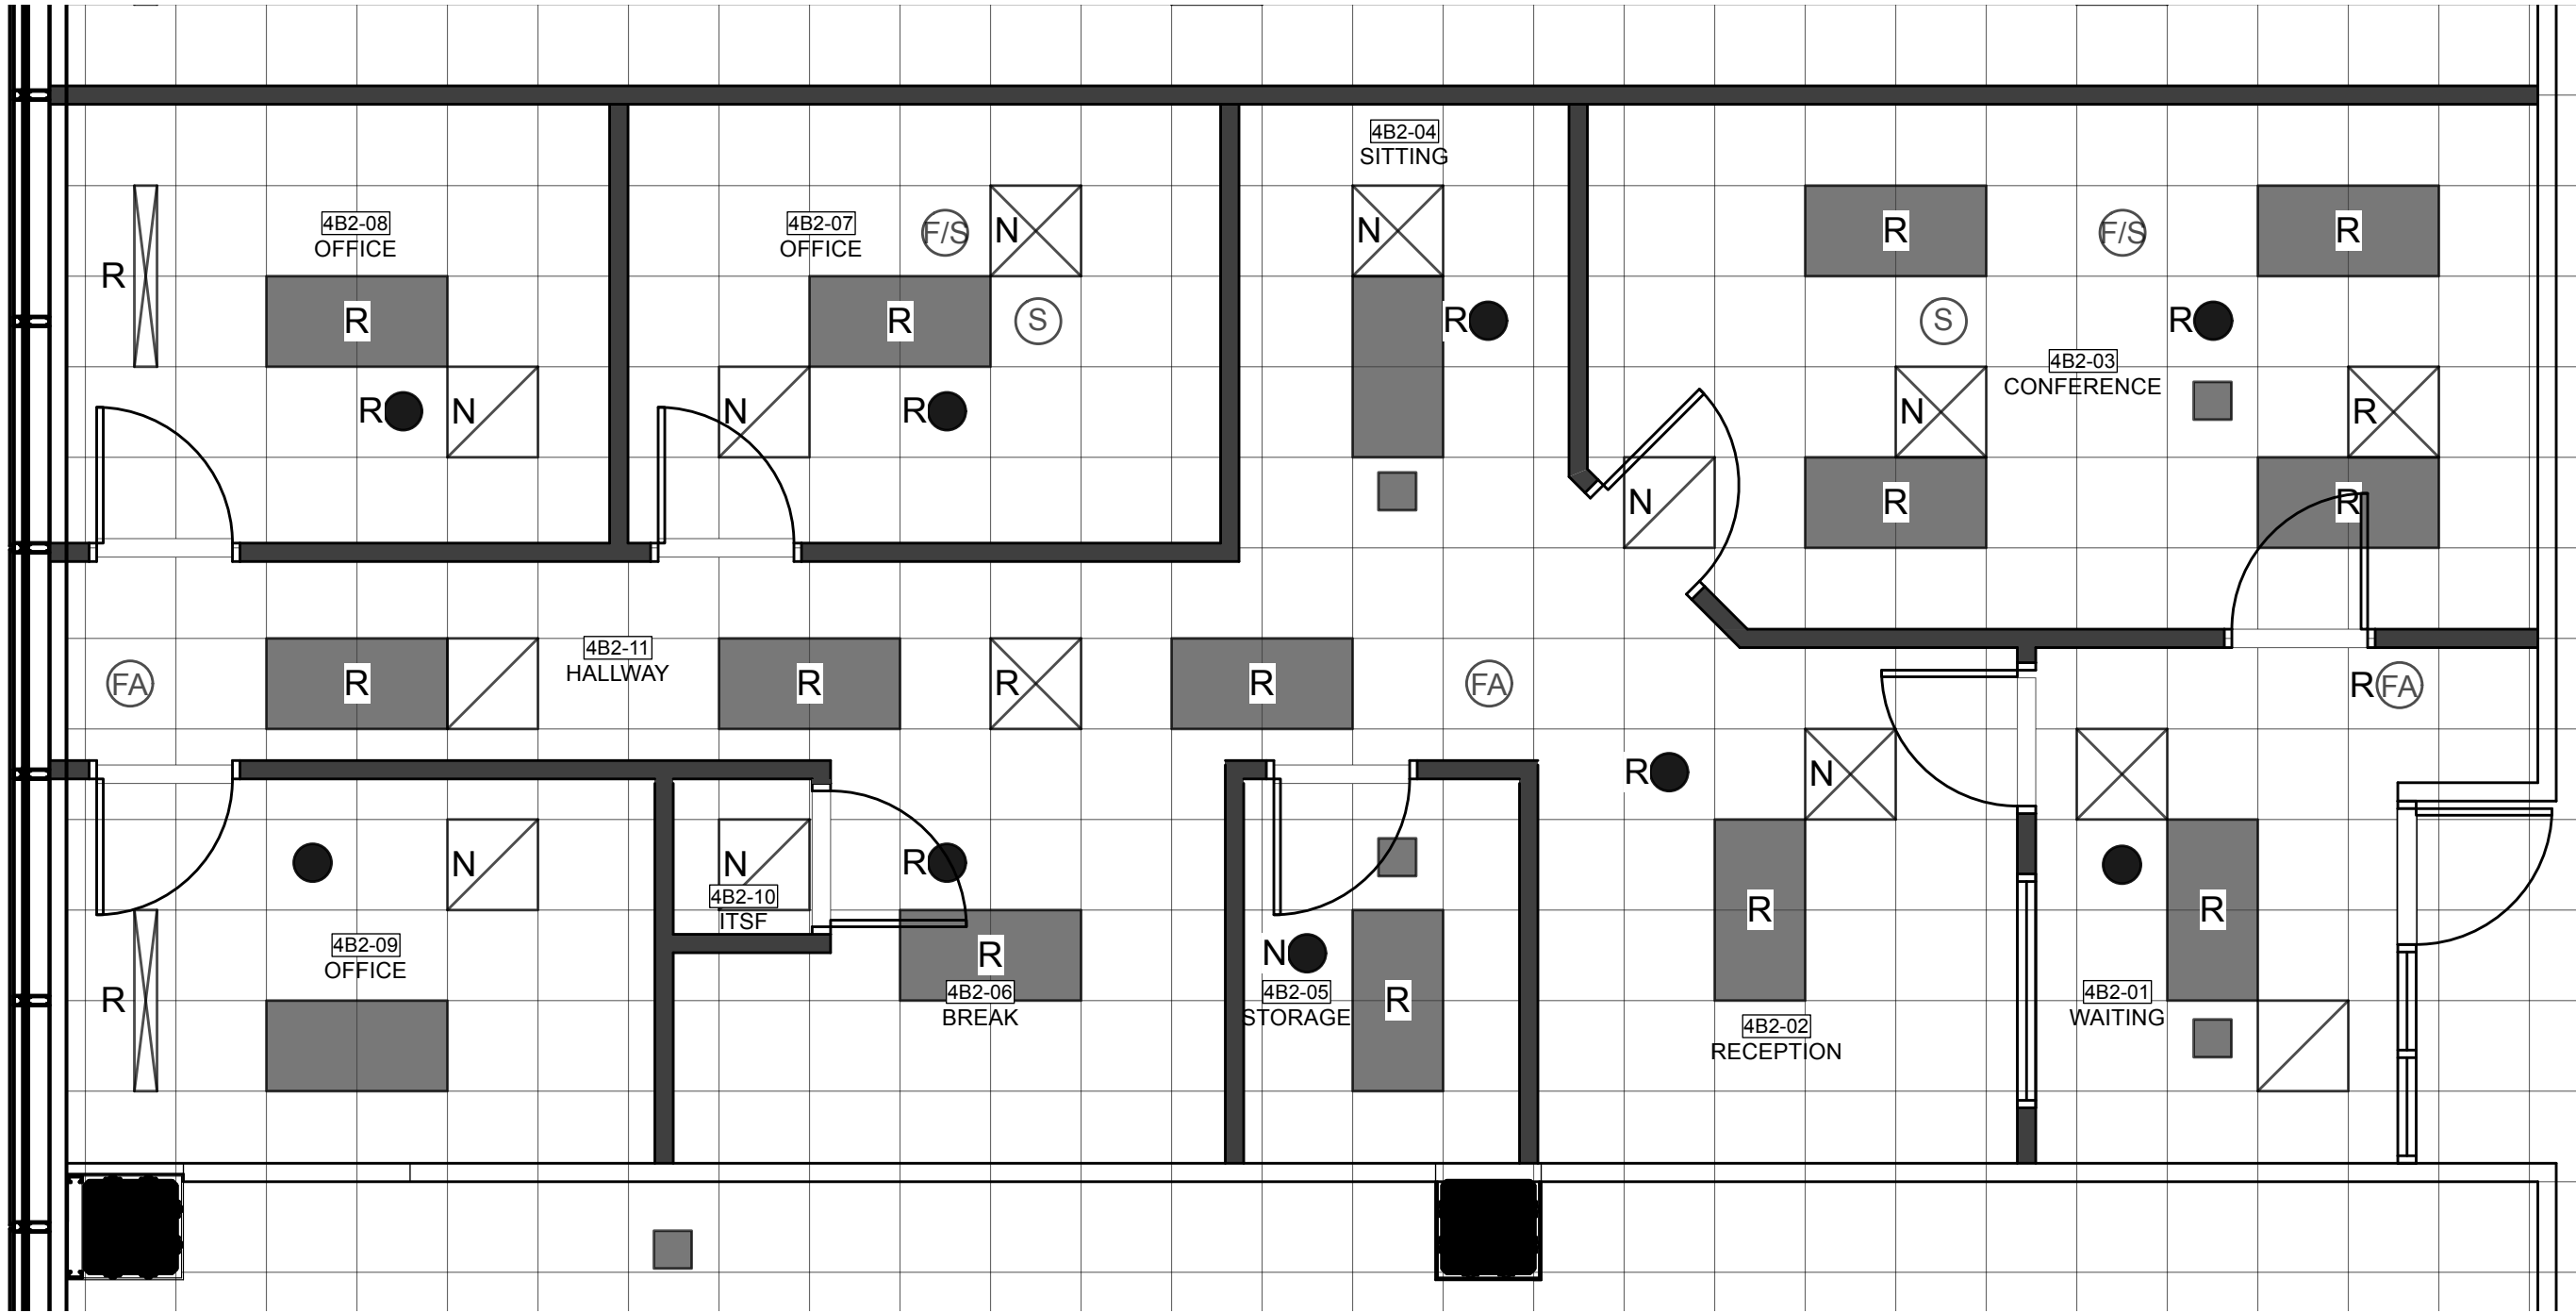 4B2-04
SITTING
4B2-08
OFFICE
4B2-07
OFFICE
F/S
N
N
R
F/S
R
R
R
R
S
R
S
R
4B2-03
CONFERENCE
R
N
N
R
N
R
N
R
R
4B2-11
HALLWAY
FA
R
R
R
R
FA
R
FA
R
N
N
N
R
4B2-10
ITSF
4B2-09
OFFICE
R
R
R
N
R
R
4B2-06
BREAK
4B2-05
STORAGE
4B2-02
RECEPTION
4B2-01
WAITING